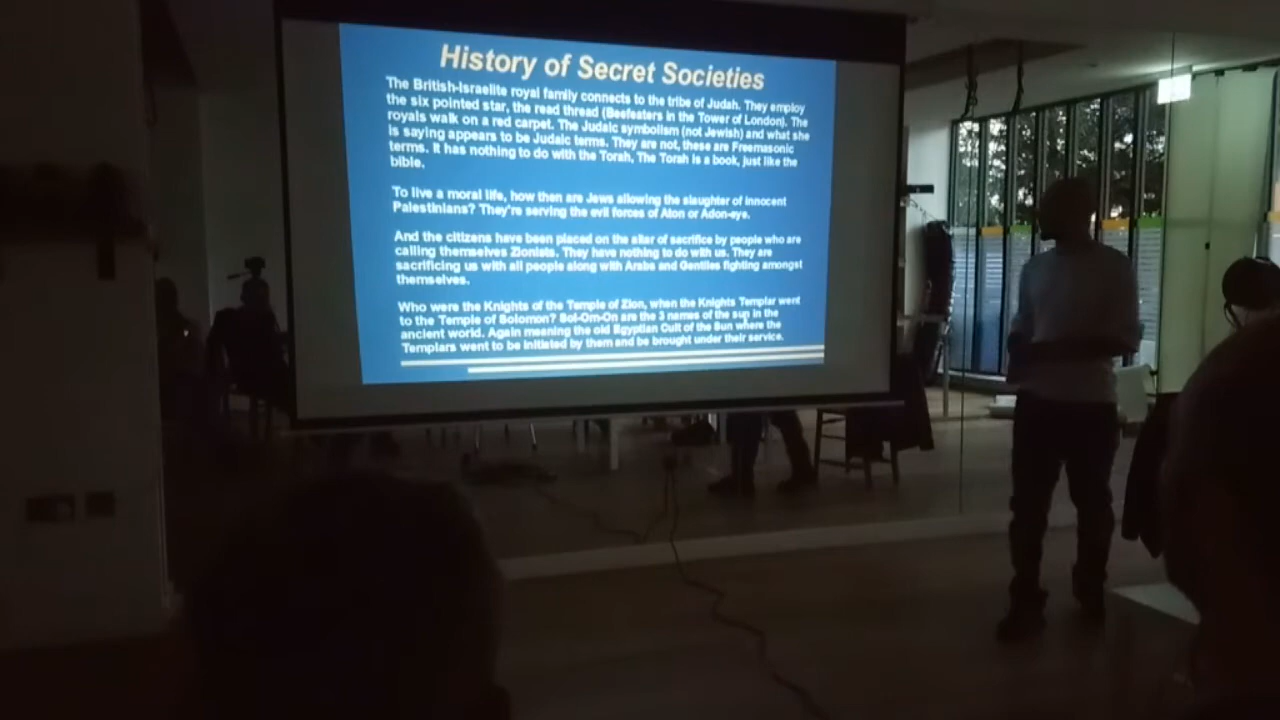 History of Secret Societies
The British-Israelite royal family connects to the tribe of Judah. They employ
the six pointed star, the read thread (Beefeaters in the Tower of London). The
royals walk on a red carpet. The Judaic symbolism (not Jewish) and what she
is saying appears to be Judaic terms. They are not, these are Freemasonic
terms. It has nothing to do with the Torah, The Torah is a book, just like the
bible.
To live a moral life, how then are Jews allowing the slaughter of innocent
Palestinians? They're serving the evil forces of Aton or Adon-eye.
And the citizens have been placed on the altar of sacrifice by people who are
calling themselves Zionists. They have nothing to do with us. They are
sacrificing us with all people along with Arabs and Gentiles fighting amongst
themselves.
Who were the Knights of the Temple of Zion, when the Knights Templar went
to the Temple of Solomon? Sol-Om-On are the 3 names of the sun in the
ancient world. Again meaning the old Egyptian Cult of the Sun where the
Templars went to be initiated by them and be brought under their service.